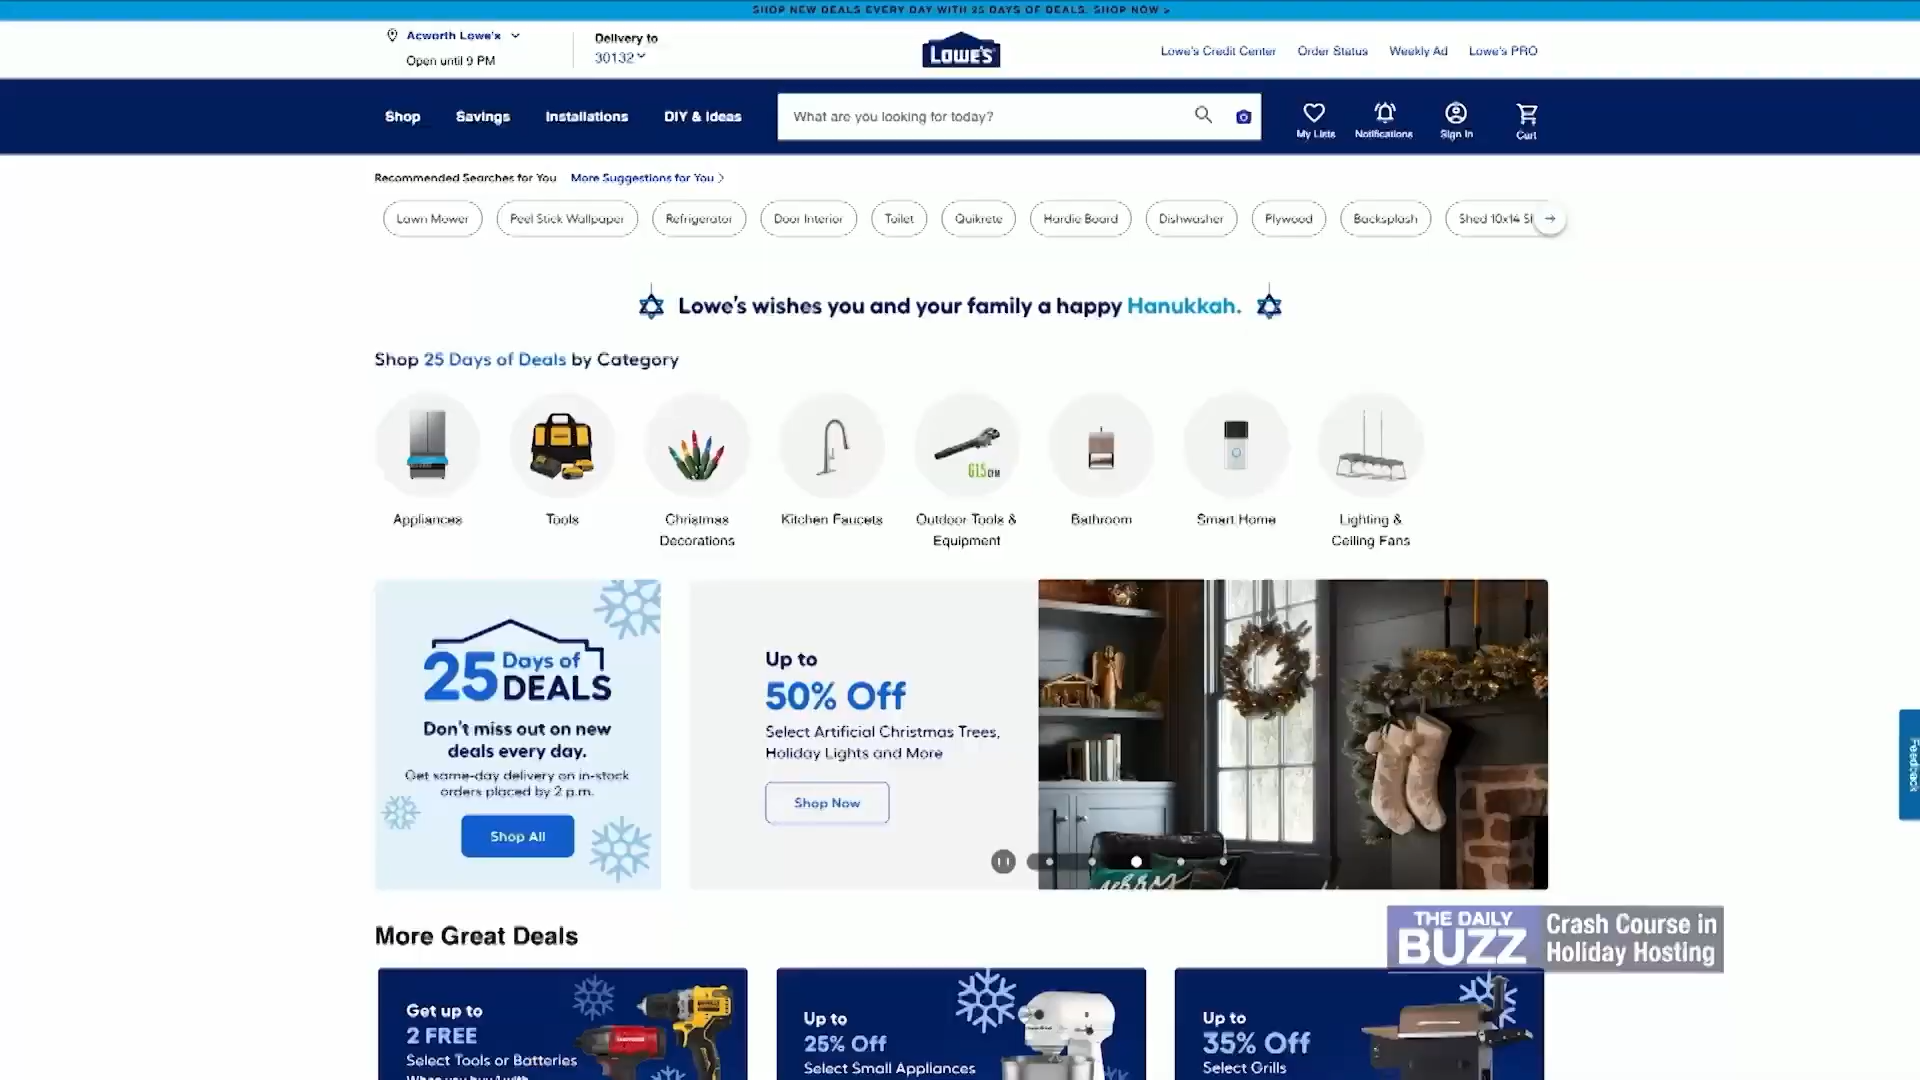 SHOP NEW DEALS EVERY DAY WITH 25 DAYS OF DEALS. SHOP NOW >
Acworth Lowe's
Open until 9 PM
Delivery to
30132
LOWE'S
Lowe's Credit Center
Order Status
Weekly Ad
Lowe's PRO
Shop
Savings
Installations
DIY & Ideas
What are you looking for today?
My Lists
Notifications
Sign In
Cart
Recommended Searches for You
More Suggestions for You >
Lawn Mower
Peel Stick Wallpaper
Refrigerator
Door Interior
Toilet
Quikrete
Hardie Board
Dishwasher
Plywood
Backsplash
Shed 10x14
Lowe's wishes you and your family a happy Hanukkah.
Shop 25 Days of Deals by Category
615 CFM
Appliances
Tools
Christmas
Decorations
Kitchen Faucets
Outdoor Tools &
Equipment
Bathroom
Smart Home
Lighting &
Ceiling Fans
25 Days of
DEALS
Don't miss out on new
deals every day.
Get same-day delivery on in-stock
orders placed by 2 p.m.
Shop All
Up to
50% Off
Select Artificial Christmas Trees,
Holiday Lights and More
Shop Now
Merry
Feedback
More Great Deals
THE DAILY
BUZZ
Crash Course in
Holiday Hosting
Get up to
2 FREE
Select Tools or Batteries
Up to
25% Off
Select Small Appliances
Up to
35% Off
Select Grills